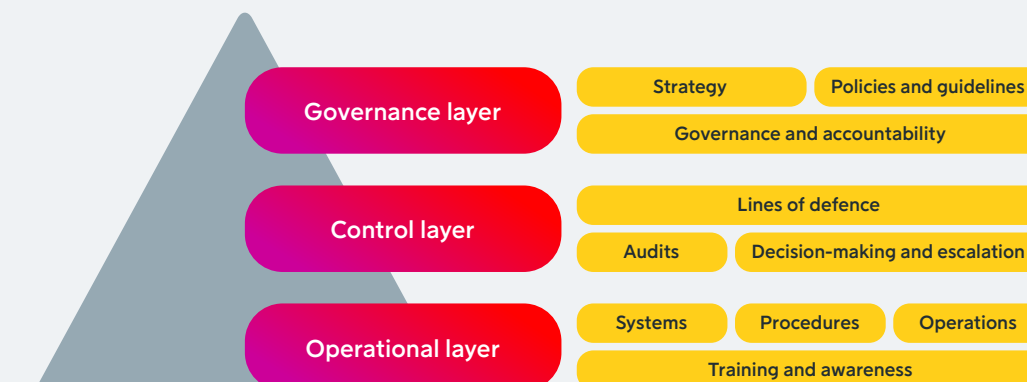 Governance layer
Strategy
Policies and guidelines
Governance and accountability
Control layer
Lines of defence
Audits
Decision-making and escalation
Operational layer
Systems
Procedures
Operations
Training and awareness